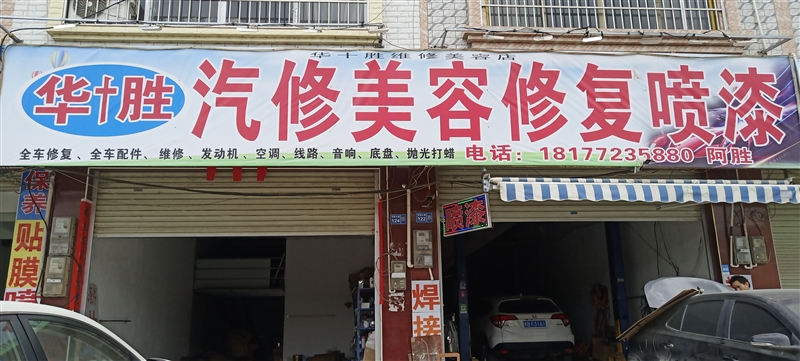 华十胜维修美容店
华十胜
汽修美容修复喷漆
全车修复、全车配件、维修、发动机、空调、线路、音响、底盘、抛光打蜡 电话：18177235880 阿胜
保养
贴膜
喷漆
焊接
124
122